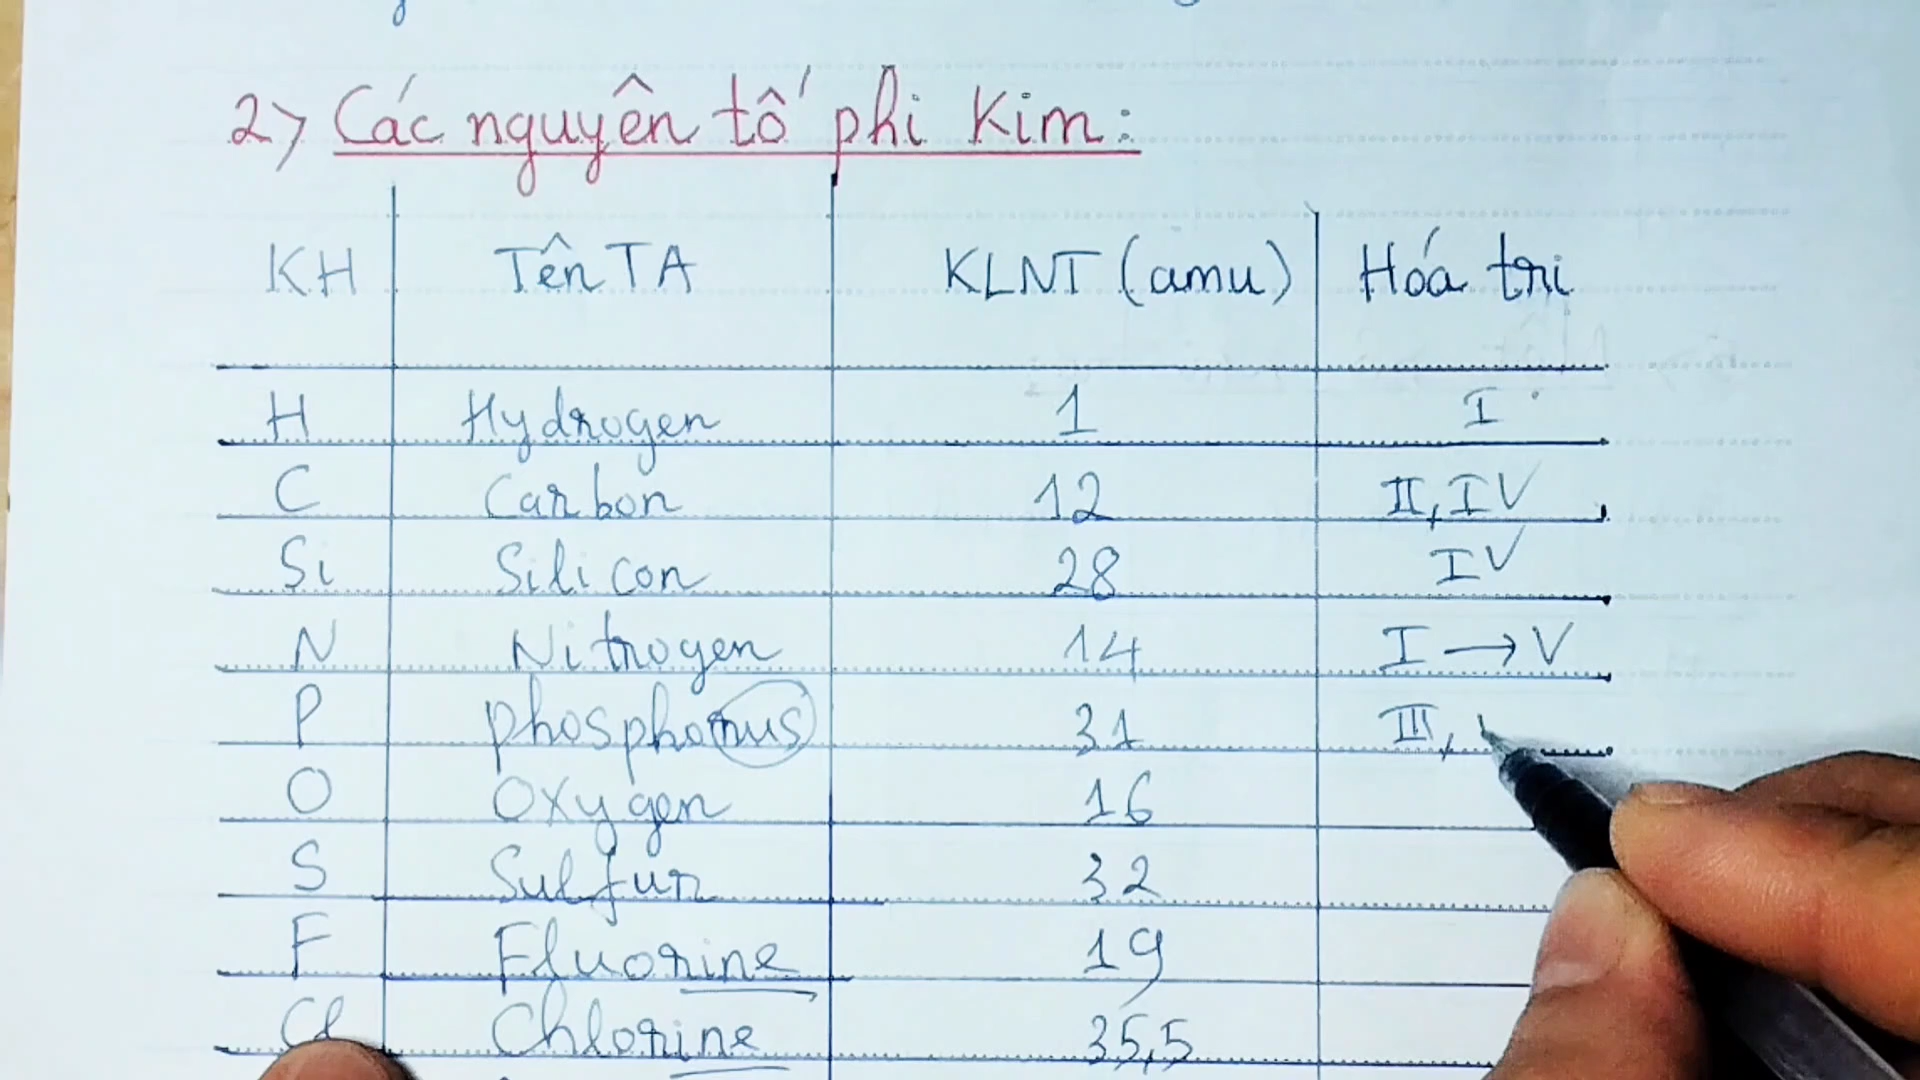 2> Các nguyên tố phi Kim:
KH Tên TA KLNT (amu) Hóa trị
H Hydrogen 1 I
C Carbon 12 II, IV
Si Silicon 28 IV
N Nitrogen 14 I → V
P phosphorus 31 III,
O Oxygen 16
S Sulfur 32
F Fluorine 19
Cl Chlorine 35,5